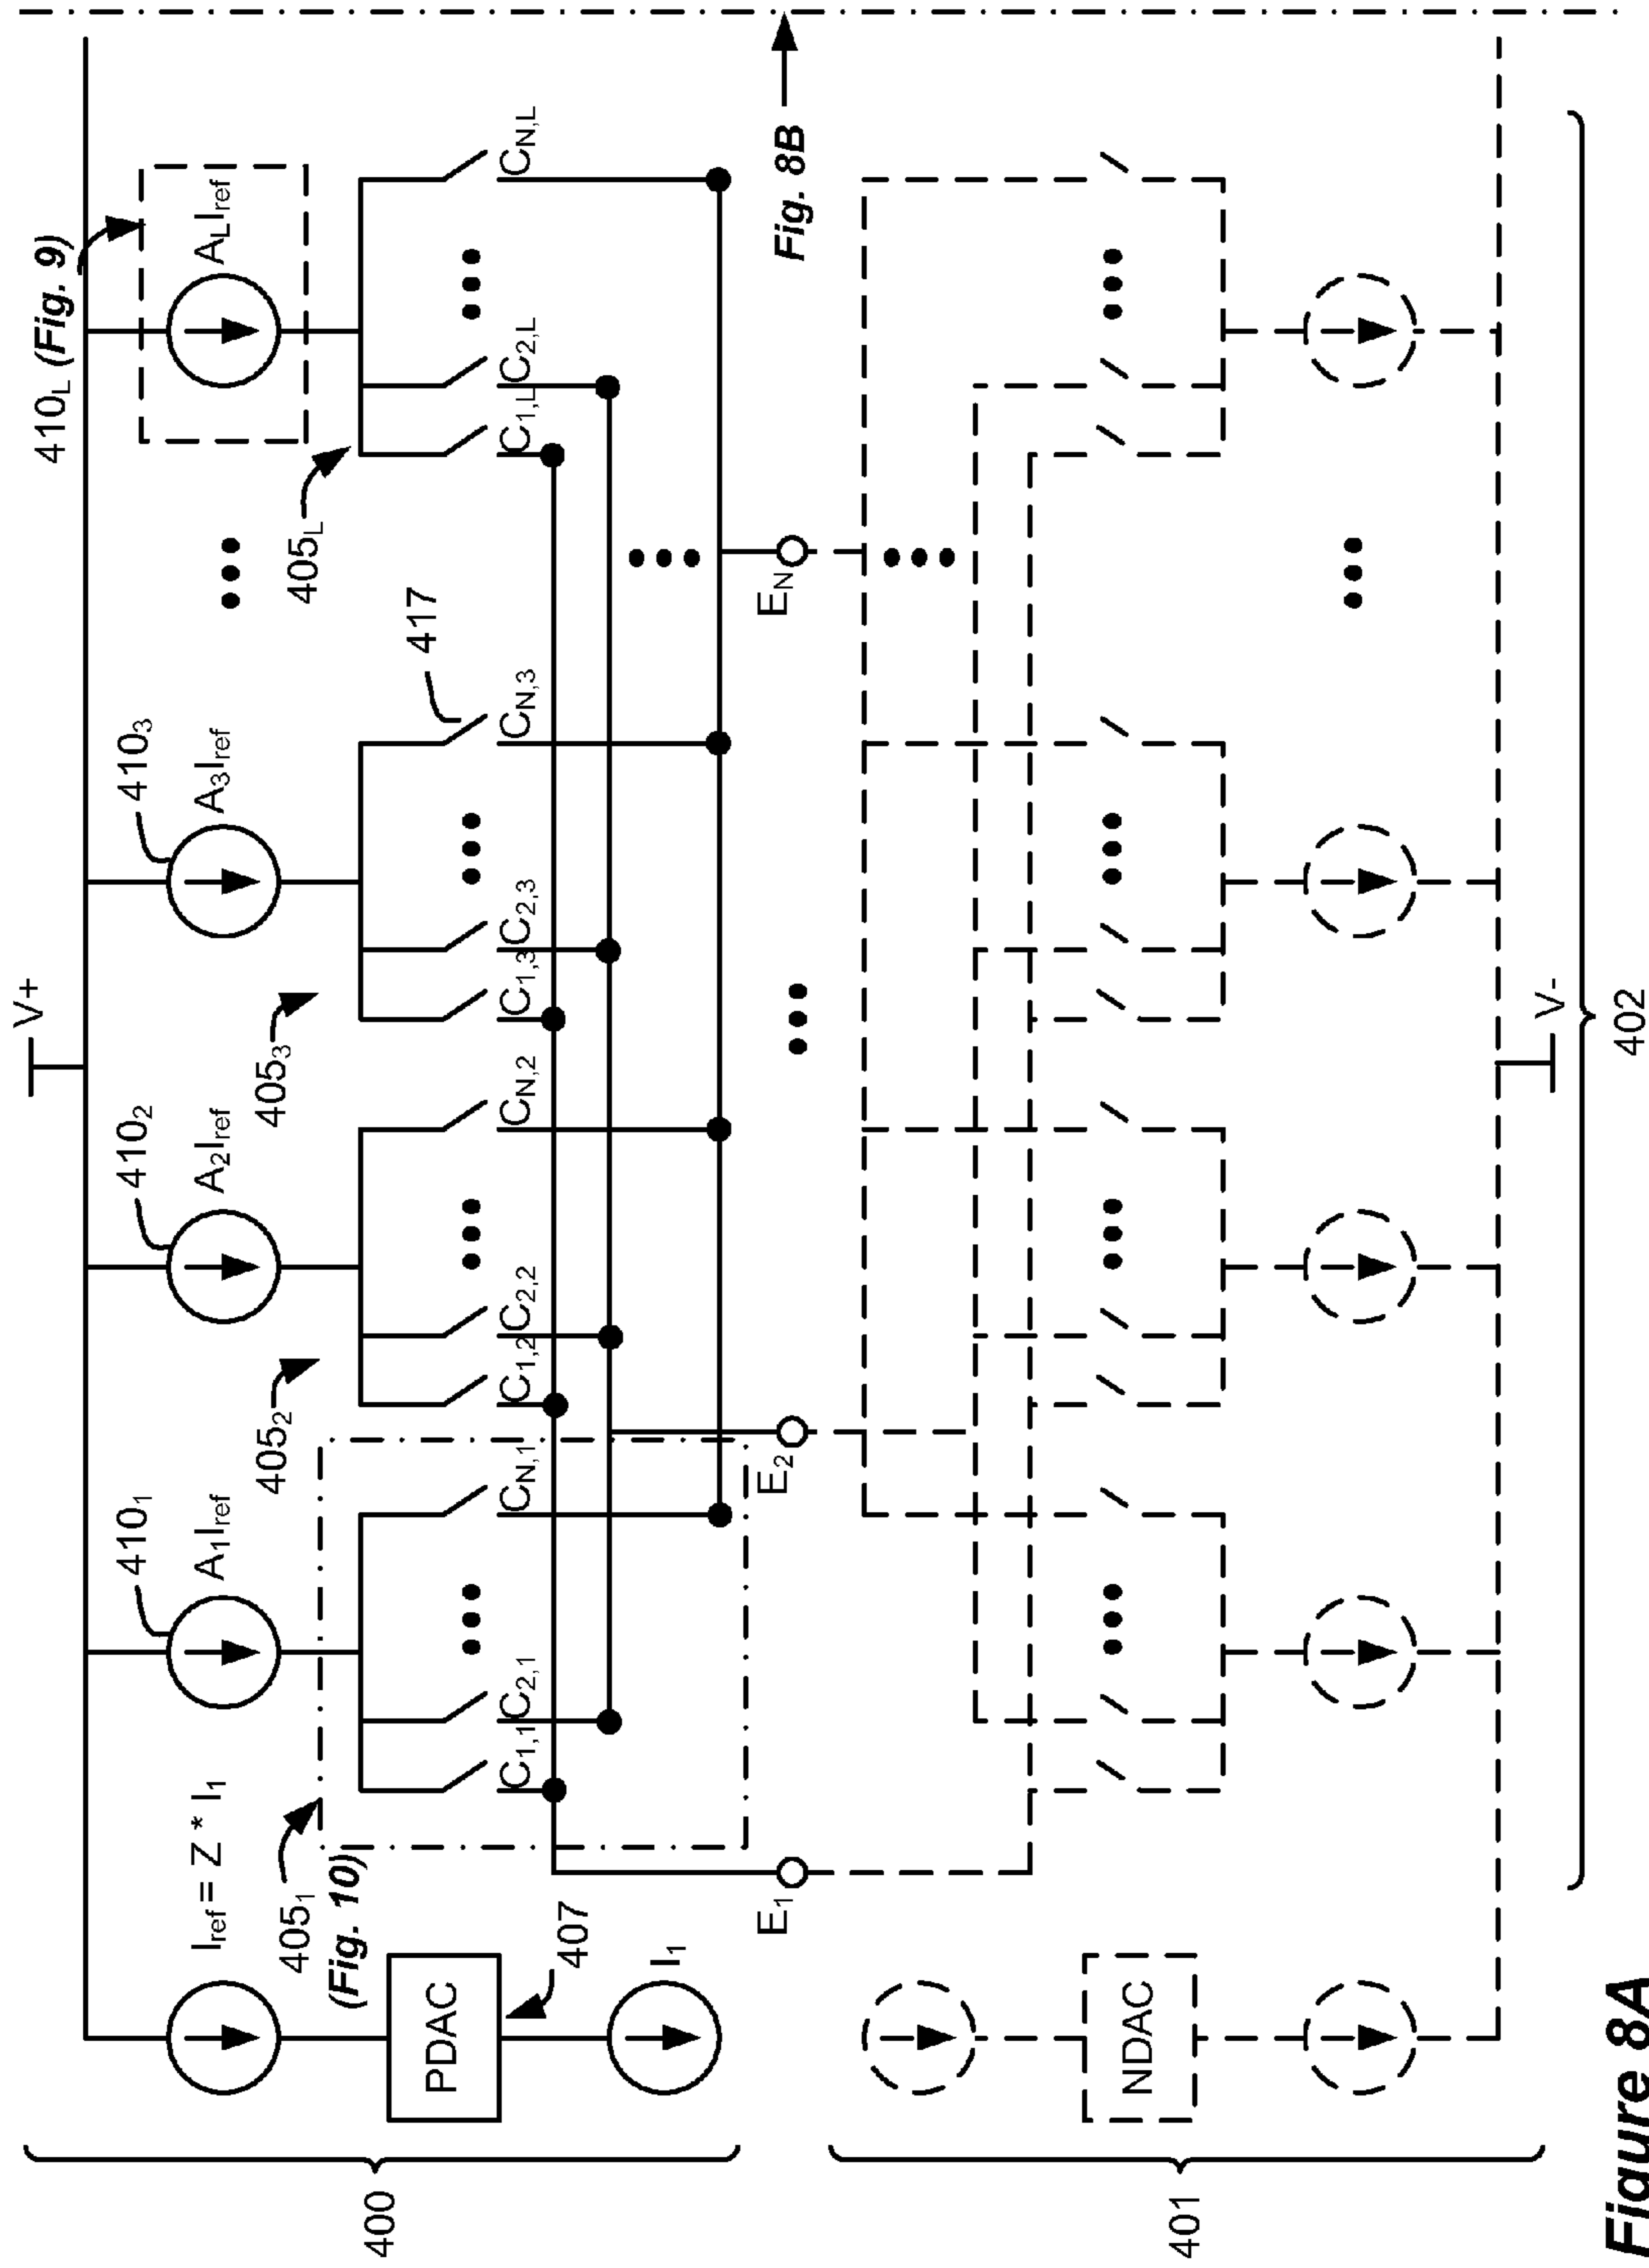 V+
410₁
410₂
410₃
410L (Fig. 9)
Iref = Z * I₁
A₁Iref
A₂Iref
A₃Iref
ALIref
405₁
(Fig. 10)
405₂
405₃
405L
417
PDAC
407
I₁
C1,1
C2,1
CN,1
C1,2
C2,2
CN,2
C1,3
C2,3
CN,3
C1,L
C2,L
CN,L
400
E₁
E₂
EN
Fig. 8B
NDAC
401
V-
402
Figure 8A